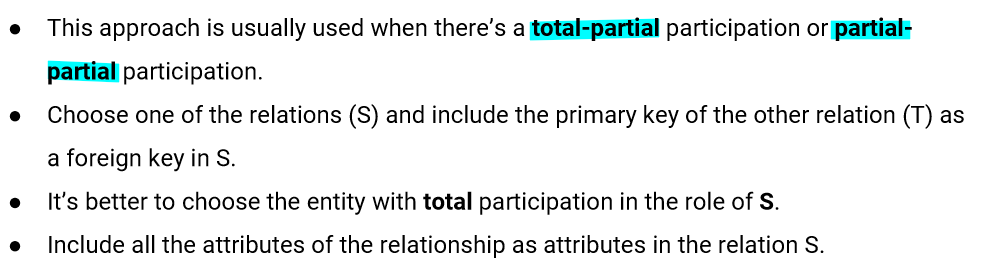 ● This approach is usually used when there’s a total-partial participation or partial-
partial participation.
● Choose one of the relations (S) and include the primary key of the other relation (T) as
a foreign key in S.
● It’s better to choose the entity with total participation in the role of S.
● Include all the attributes of the relationship as attributes in the relation S.